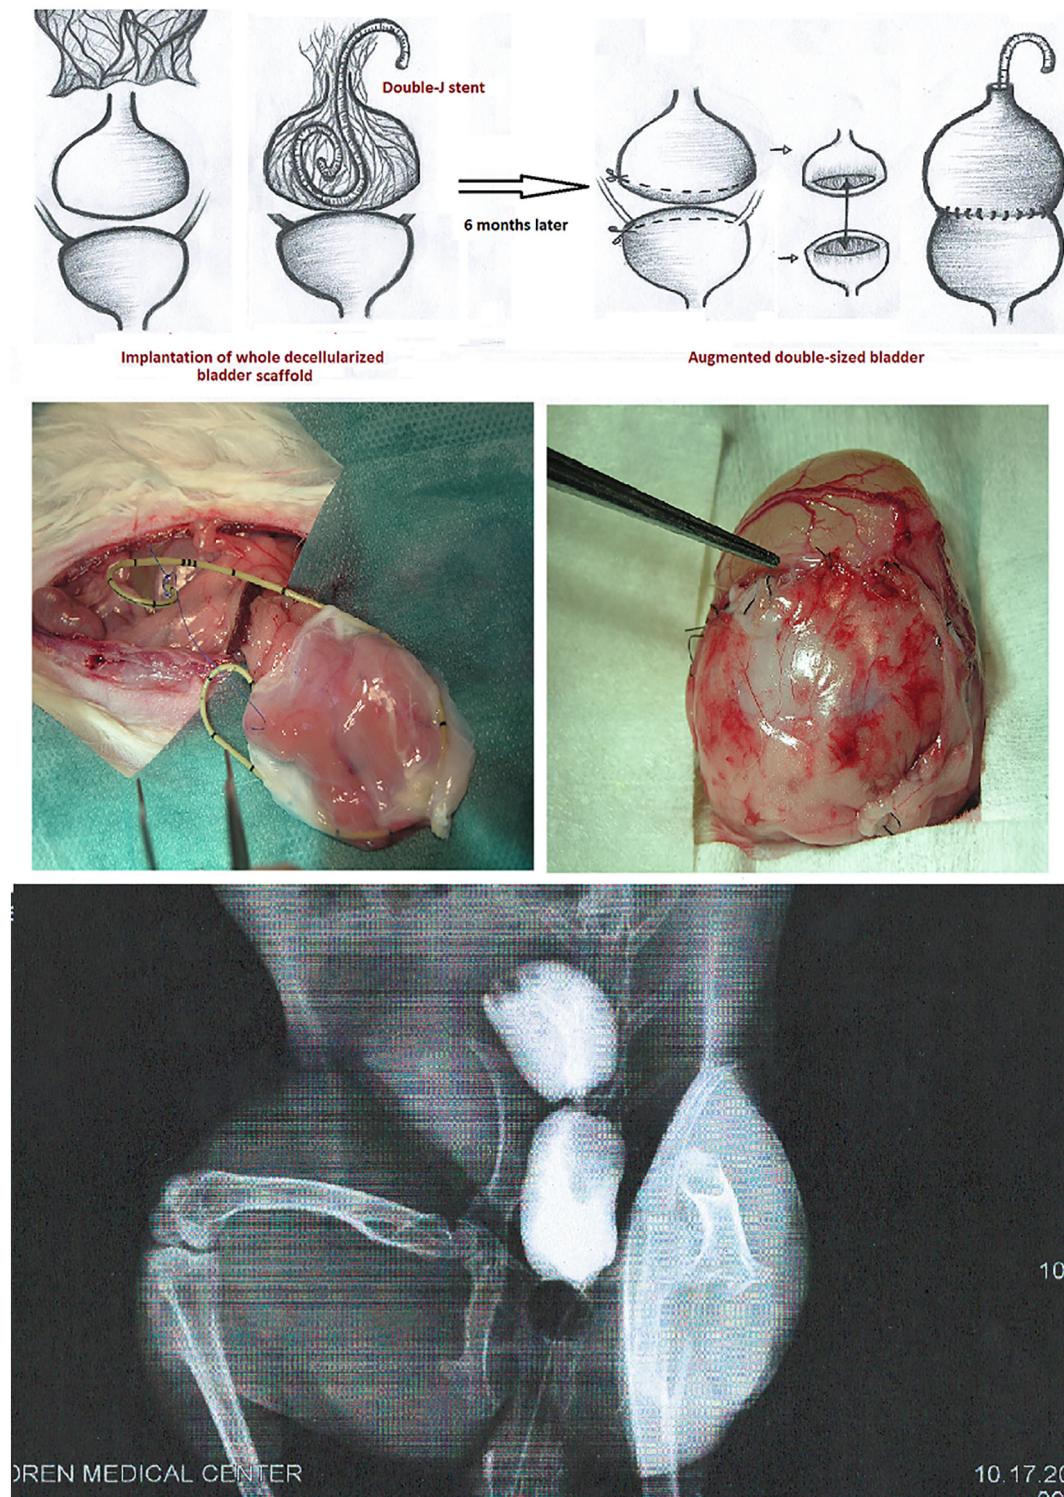 Double-J stent
6 months later
Implantation of whole decellularized
bladder scaffold
Augmented double-sized bladder
10
DREN MEDICAL CENTER
10.17.20